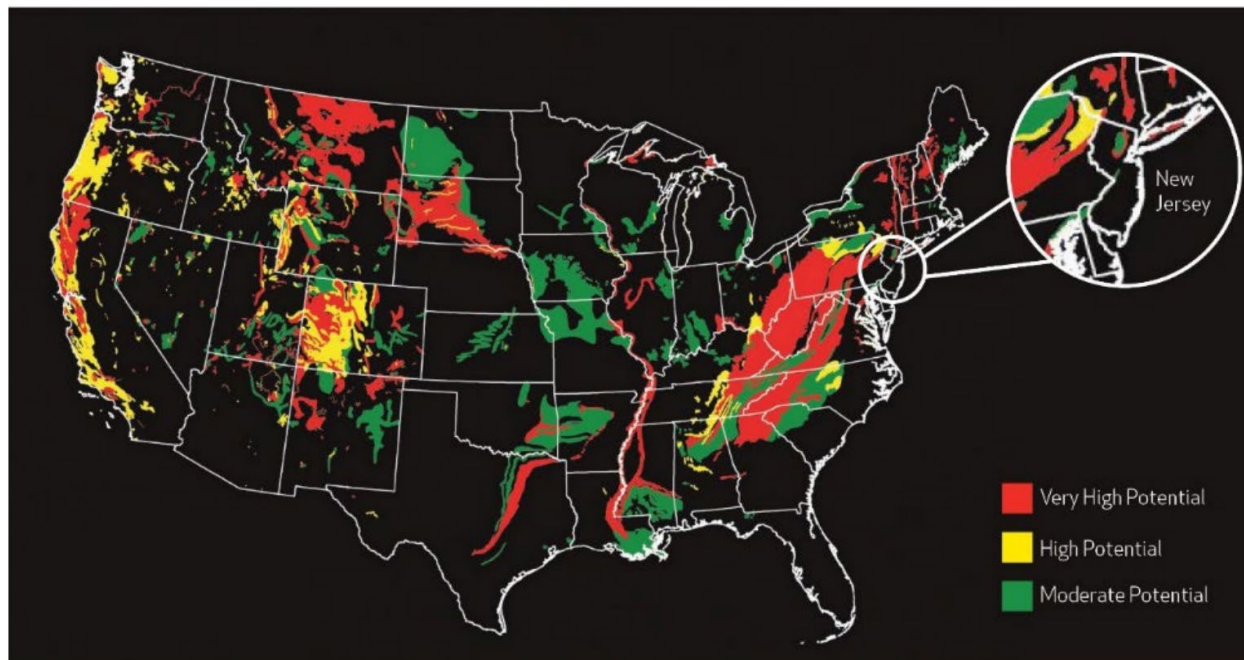 New
Jersey
Very High Potential
High Potential
Moderate Potential